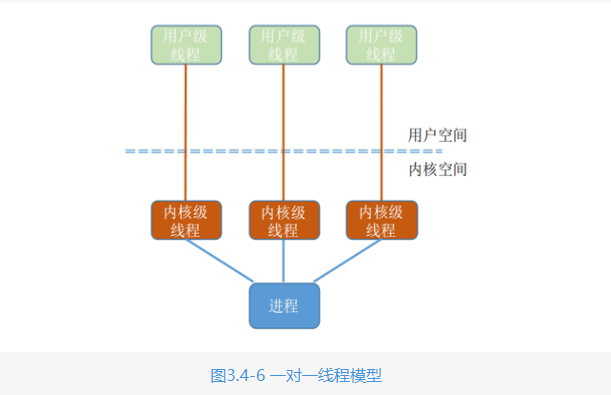 用户级 用户级 用户级
线程 线程 线程
用户空间
内核空间
内核级 内核级 内核级
线程 线程 线程
进程
图3.4-6 一对一线程模型